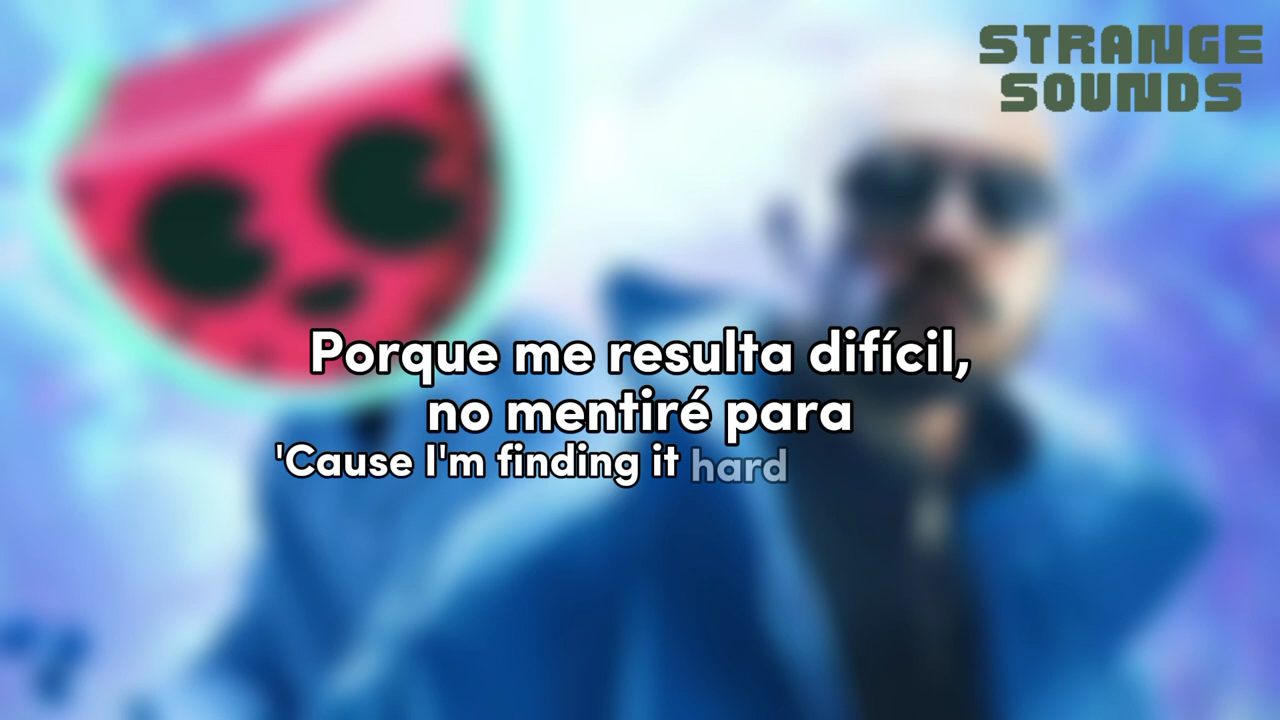 STRANGE
SOUNDS
Porque me resulta difícil,
no mentiré para
'Cause I'm finding it hard